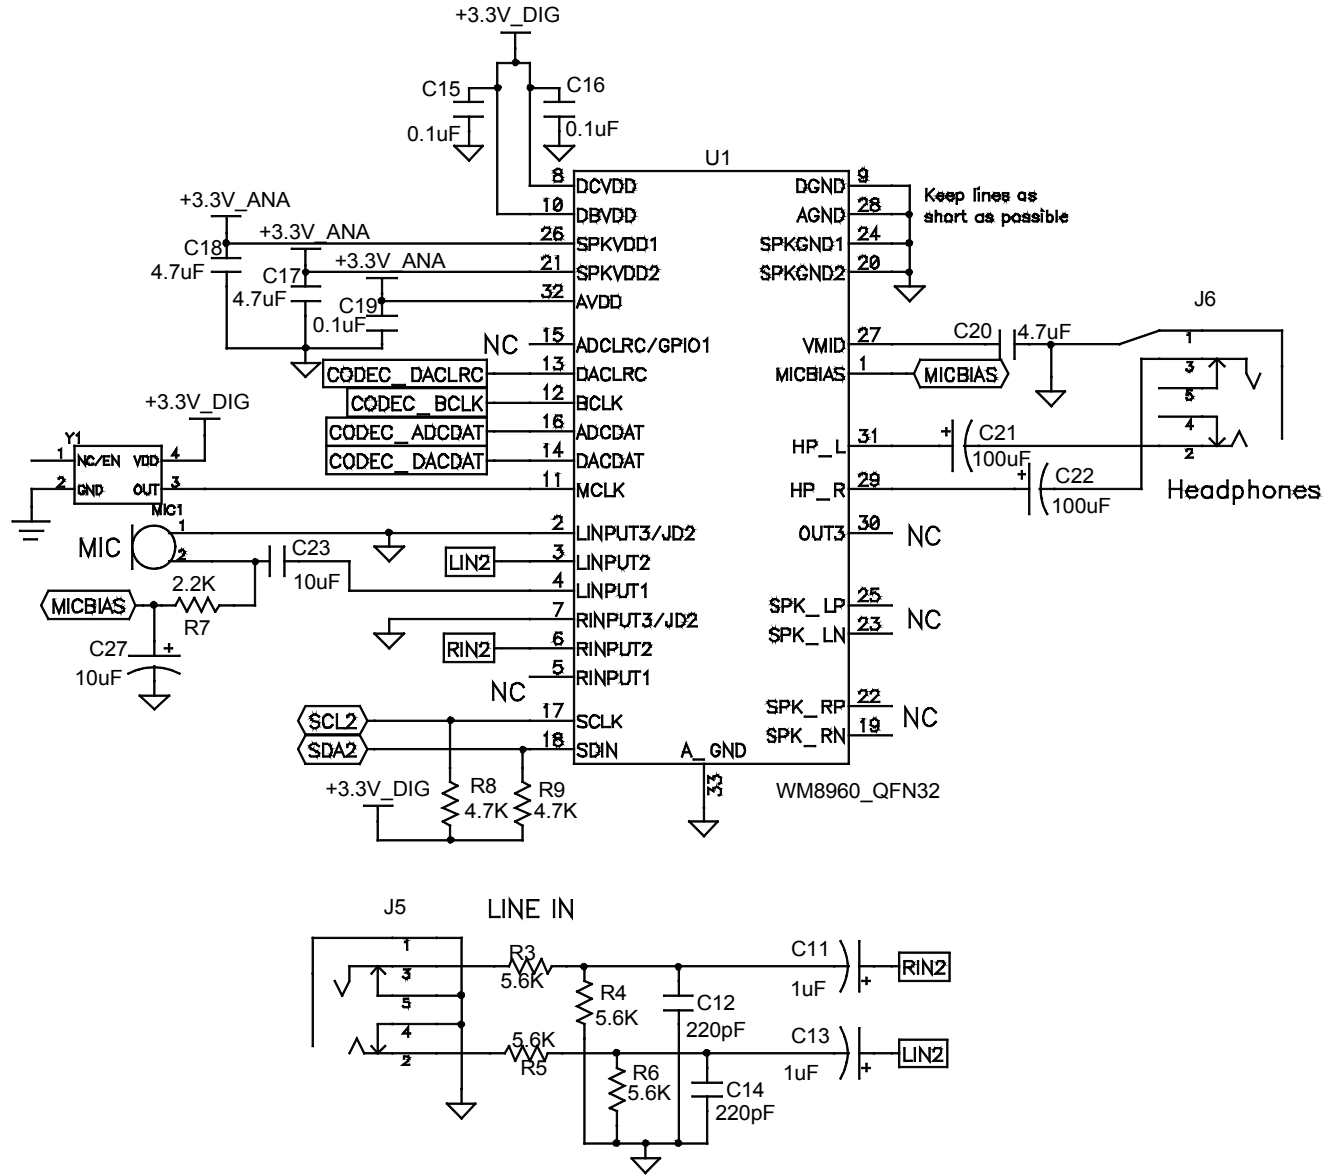 +3.3V_DIG
C15
C16
0.1uF
0.1uF
U1
8 DCVDD
10 DBVDD
26 SPKVDD1
21 SPKVDD2
32 AVDD
15 ADCLRC/GPIO1
13 DACLRC
12 BCLK
16 ADCDAT
14 DACDAT
11 MCLK
2 LINPUT3/JD2
3 LINPUT2
4 LINPUT1
7 RINPUT3/JD2
6 RINPUT2
5 RINPUT1
17 SCLK
18 SDIN
DGND 9
AGND 28
SPKGND1 24
SPKGND2 20
VMID 27
MICBIAS 1
HP_L 31
HP_R 29
OUT3 30
SPK_LP 25
SPK_LN 23
SPK_RP 22
SPK_RN 19
A_GND
33
WM8960_QFN32
Keep lines as
short as possible
+3.3V_ANA
C18
4.7uF
+3.3V_ANA
C17
4.7uF
+3.3V_ANA
C19
0.1uF
NC
CODEC_DACLRC
CODEC_BCLK
CODEC_ADCDAT
CODEC_DACDAT
+3.3V_DIG
Y1
1 NC/EN VDD 4
2 GND OUT 3
MIC1
MIC
1
2
C23
10uF
2.2K
R7
MICBIAS
C27
10uF
LIN2
RIN2
NC
SCL2
SDA2
+3.3V_DIG
R8
4.7K
R9
4.7K
C20
4.7uF
MICBIAS
J6
1
3
5
4
2
Headphones
C21
100uF
C22
100uF
NC
NC
NC
J5
LINE IN
1
3
5
4
2
R3
5.6K
R4
5.6K
C12
220pF
C11
1uF
RIN2
5.6K
R5
R6
5.6K
C14
220pF
C13
1uF
LIN2
+
+
+
+
+